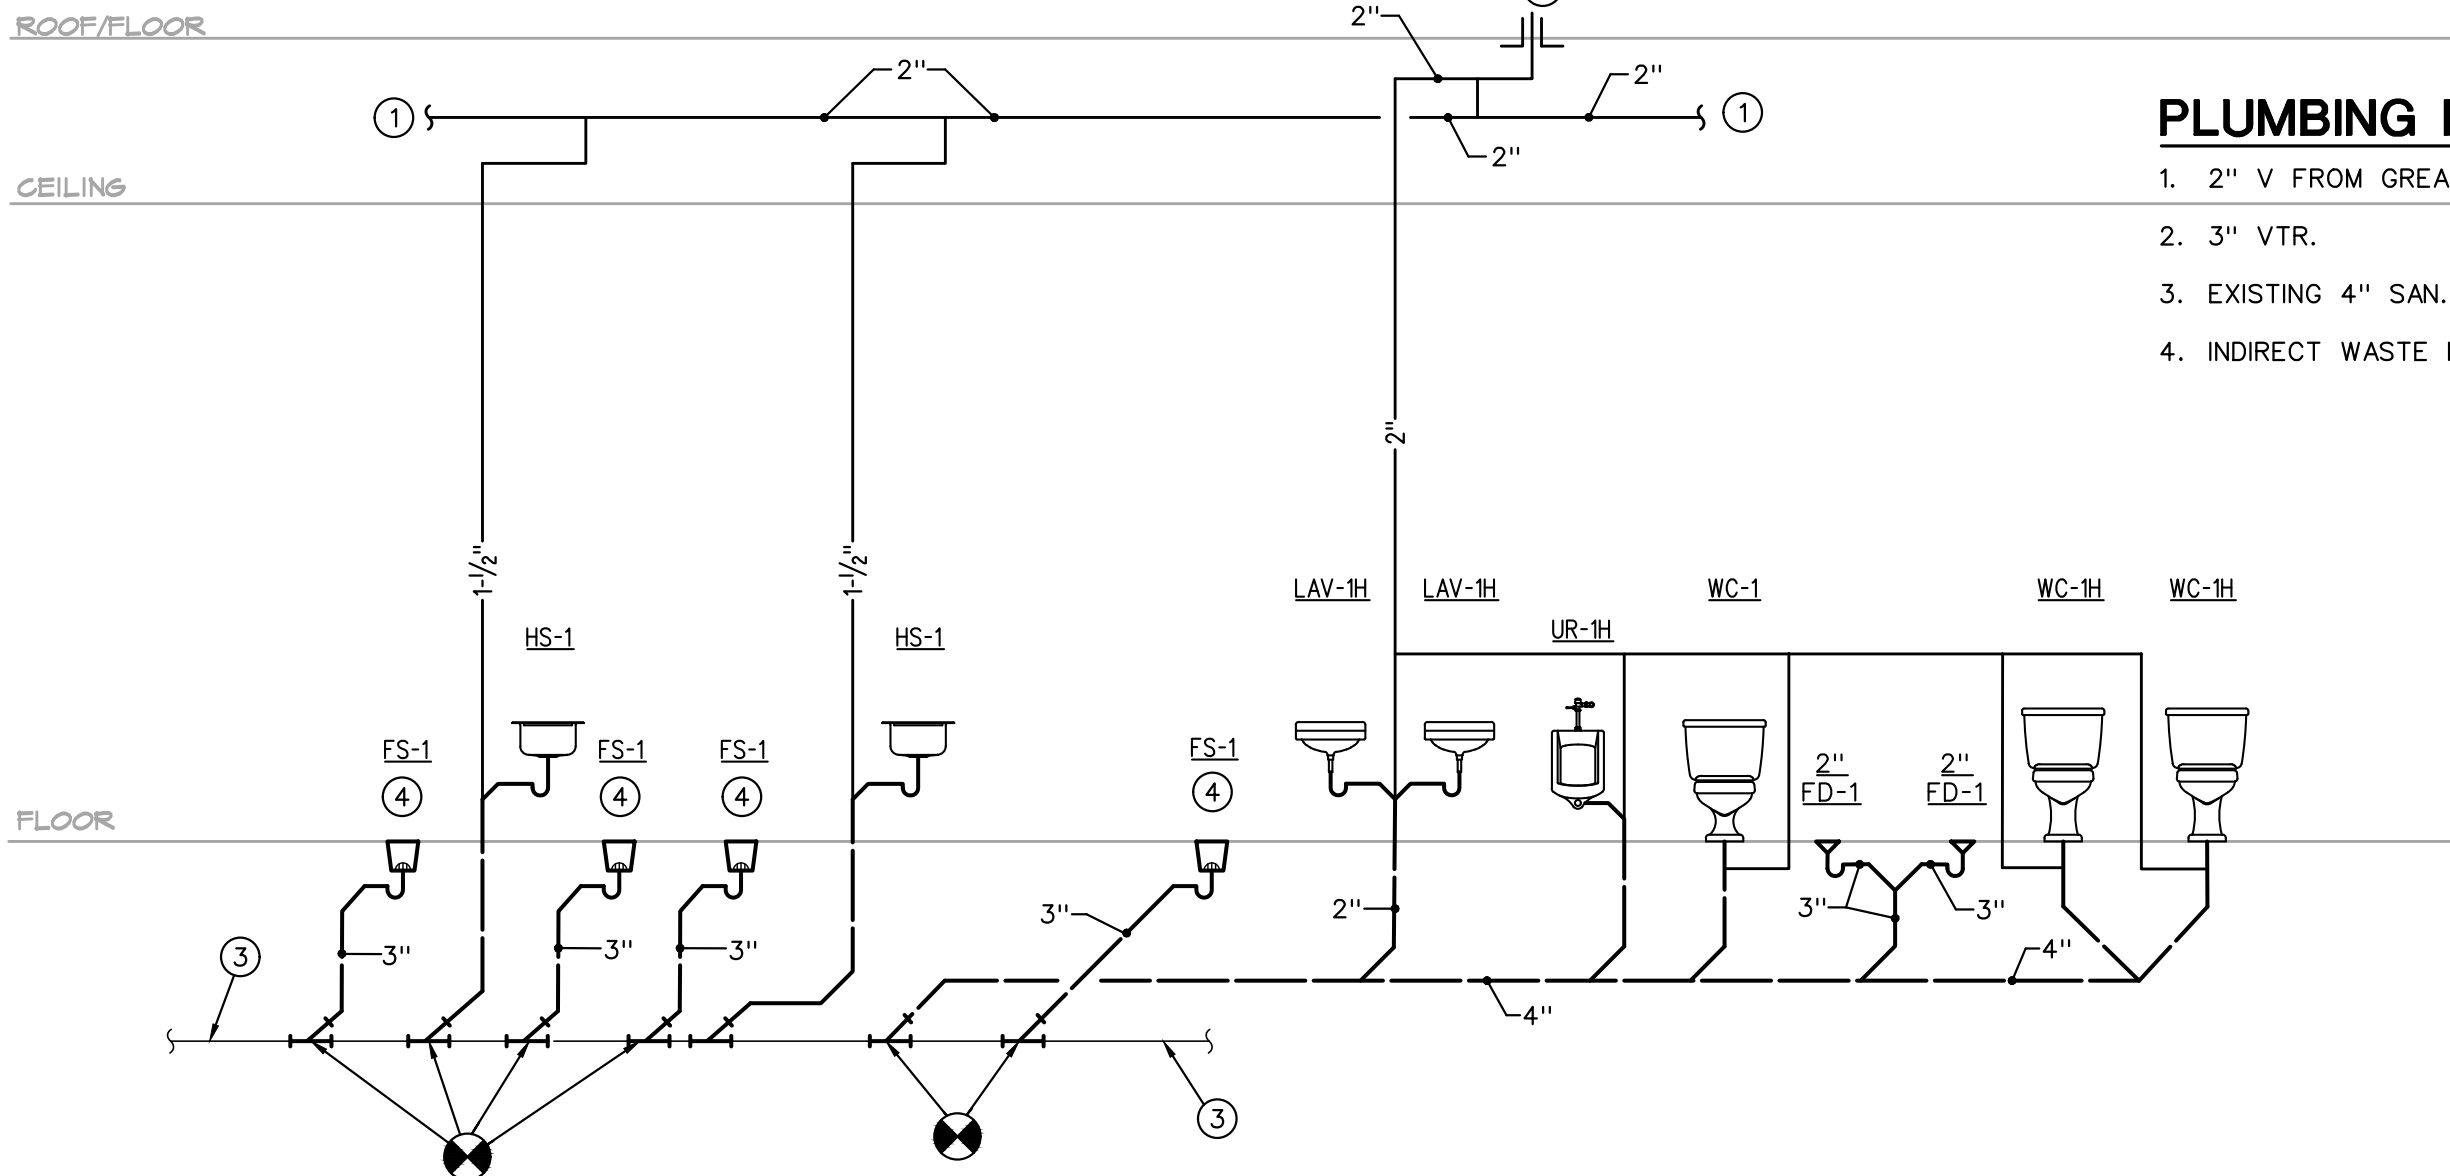 ROOF/FLOOR
2"
2"
2"
1
1
2"
PLUMBING
CEILING
1. 2" V FROM GREA
2. 3" VTR.
3. EXISTING 4" SAN.
4. INDIRECT WASTE
2"
1-1/2"
1-1/2"
LAV-1H LAV-1H WC-1 WC-1H WC-1H
UR-1H
HS-1 HS-1
FS-1 FS-1 FS-1 FS-1
4 4 4 4
2" 2"
FD-1 FD-1
FLOOR
3" 2" 3" 3"
3 3" 3" 3" 4"
4"
3